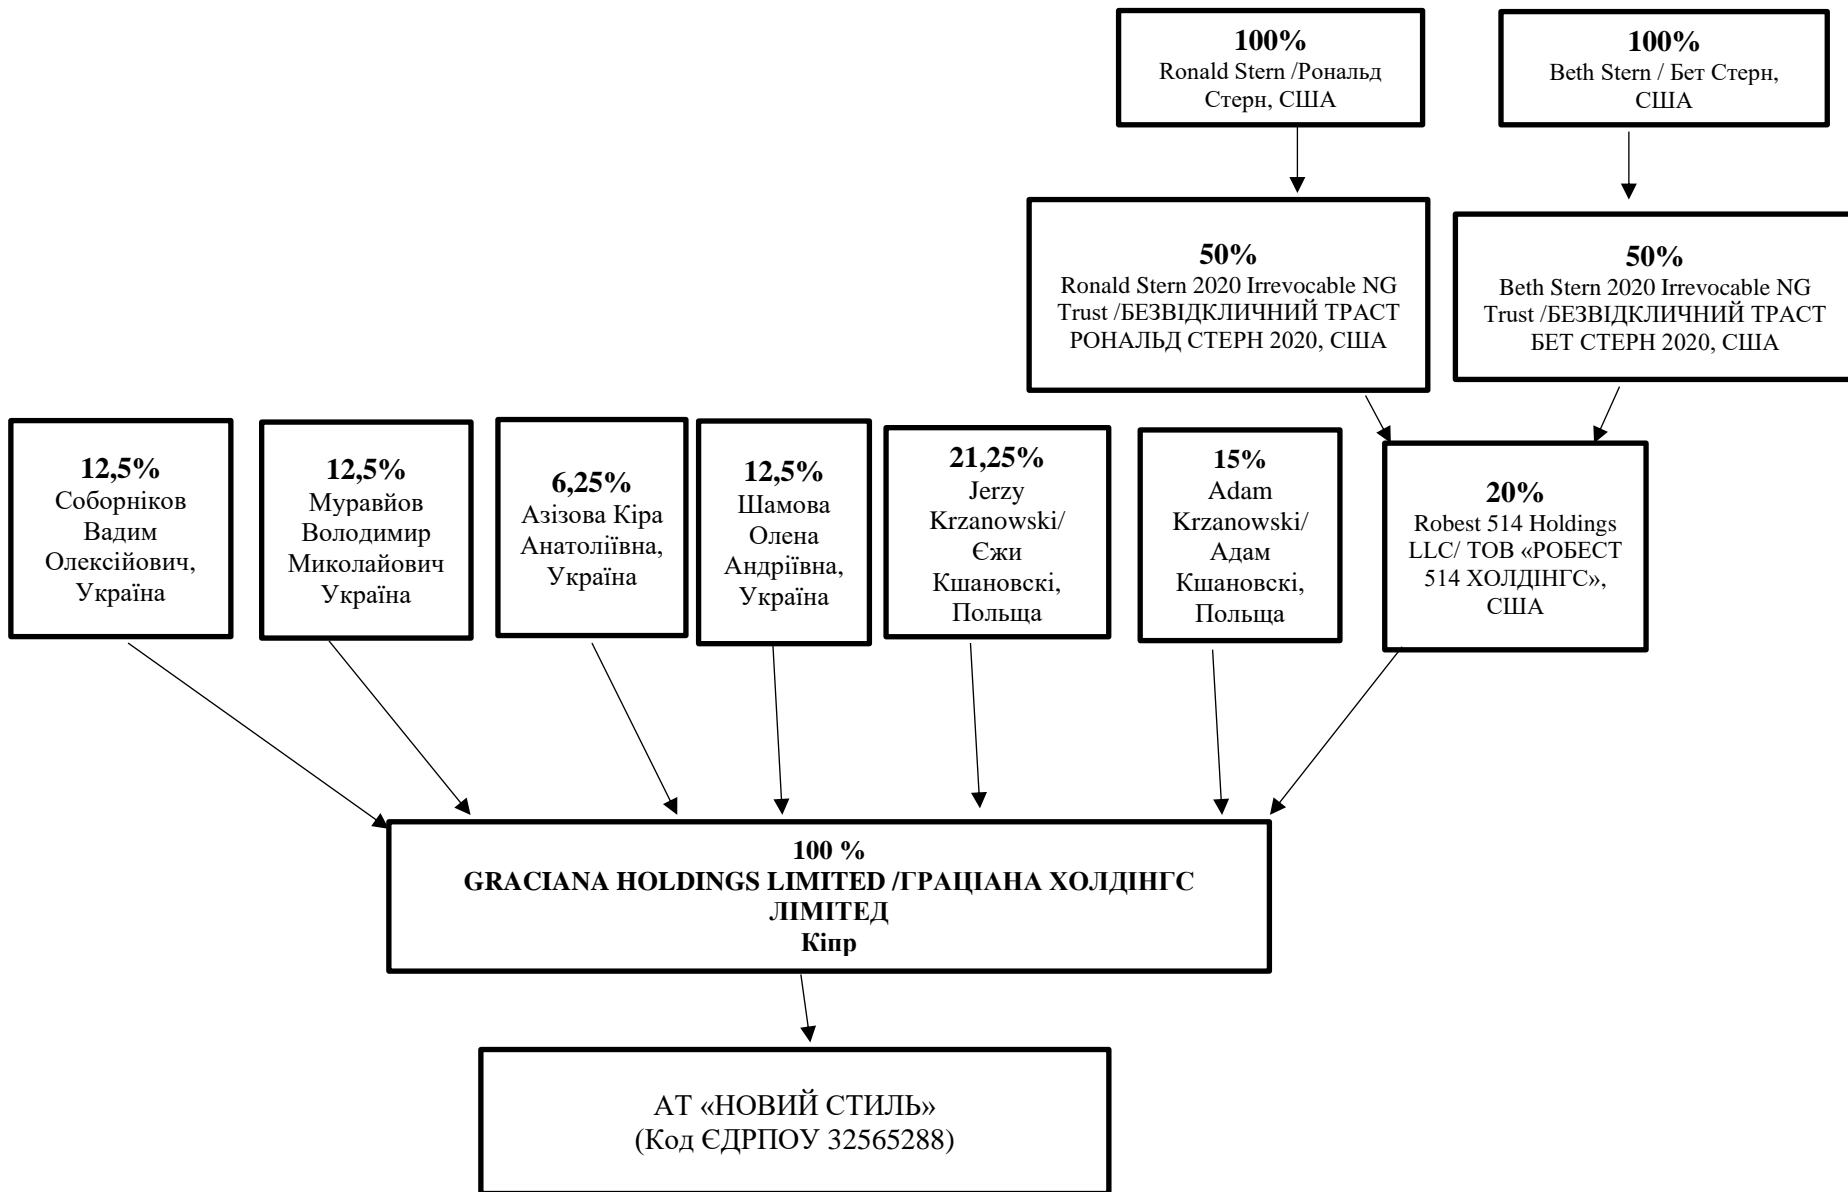 100%
Ronald Stern /Рональд
Стерн, США
100%
Beth Stern / Бет Стерн,
США
50%
Ronald Stern 2020 Irrevocable NG
Trust /БЕЗВІДКЛИЧНИЙ ТРАСТ
РОНАЛЬД СТЕРН 2020, США
50%
Beth Stern 2020 Irrevocable NG
Trust /БЕЗВІДКЛИЧНИЙ ТРАСТ
БЕТ СТЕРН 2020, США
12,5%
Соборніков
Вадим
Олексійович,
Україна
12,5%
Муравйов
Володимир
Миколайович
Україна
6,25%
Азізова Кіра
Анатоліївна,
Україна
12,5%
Шамова
Олена
Андріївна,
Україна
21,25%
Jerzy
Krzanowski/
Єжи
Кшановскі,
Польща
15%
Adam
Krzanowski/
Адам
Кшановскі,
Польща
20%
Robest 514 Holdings
LLC/ ТОВ «РОБЕСТ
514 ХОЛДІНГС»,
США
100 %
GRACIANA HOLDINGS LIMITED /ГРАЦІАНА ХОЛДІНГС
ЛІМІТЕД
Кіпр
АТ «НОВИЙ СТИЛЬ»
(Код ЄДРПОУ 32565288)